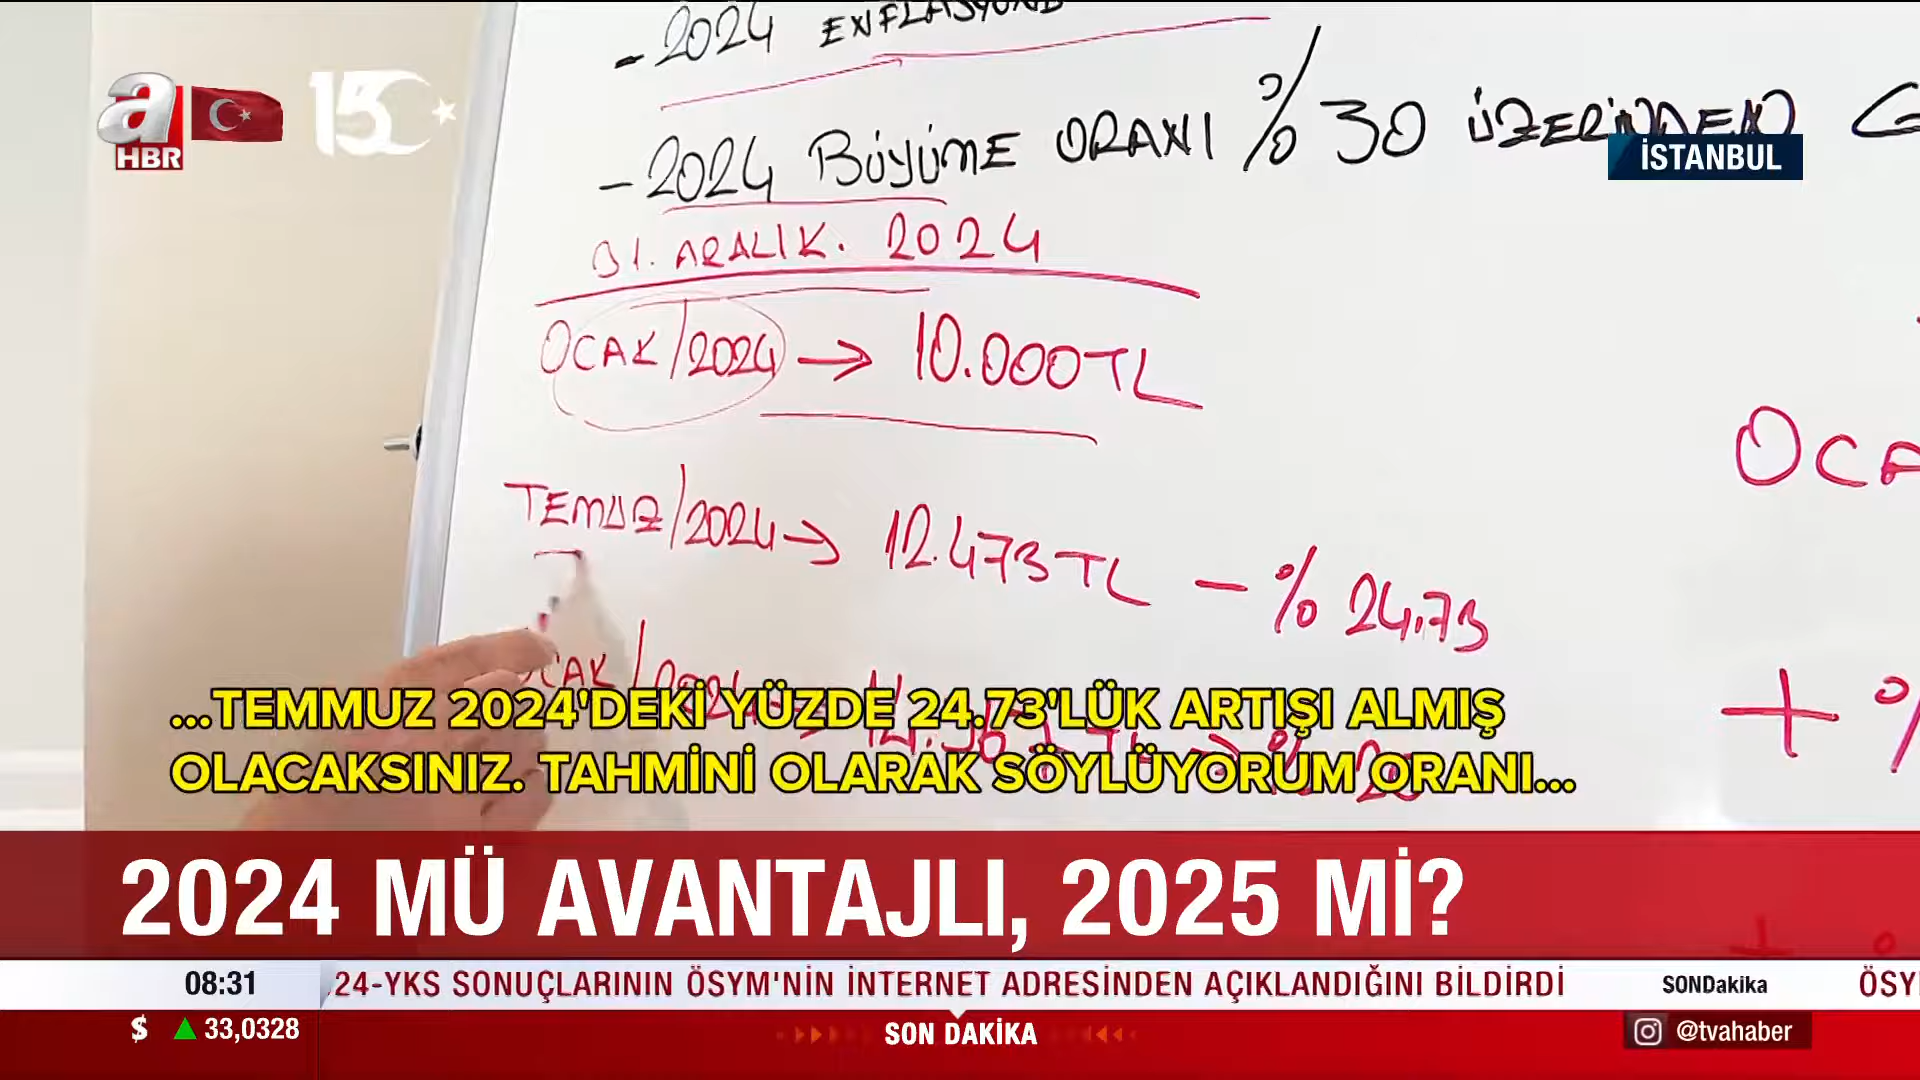 - 2024 ENFLASYONU
- 2024 BÜYÜME ORANI %30 ÜZERİNDEN G
31. ARALIK. 2024
OCAK/2024 → 10.000TL
TEMUZ/2024 → 12.473TL – %24,73
OCA
+ %
a
HBR
15
İSTANBUL
...TEMMUZ 2024'DEKİ YÜZDE 24.73'LÜK ARTIŞI ALMIŞ
OLACAKSINIZ. TAHMİNİ OLARAK SÖYLÜYORUM ORANI...
2024 MÜ AVANTAJLI, 2025 Mİ?
08:31 24-YKS SONUÇLARININ ÖSYM'NİN İNTERNET ADRESİNDEN AÇIKLANDIĞINI BİLDİRDİ SONDakika ÖSY
$ ▲ 33,0328 SON DAKİKA @tvahaber